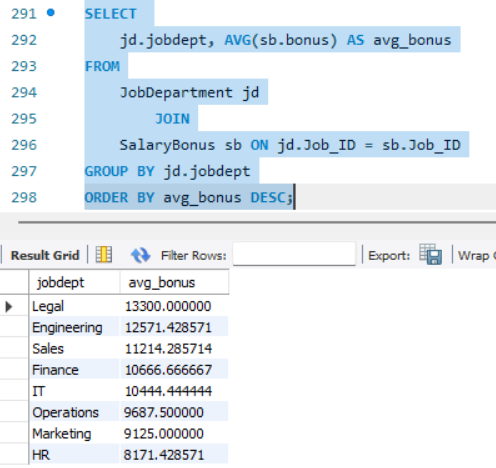 291 SELECT
292 jd.jobdept, AVG(sb.bonus) AS avg_bonus
293 FROM
294 JobDepartment jd
295 JOIN
296 SalaryBonus sb ON jd.Job_ID = sb.Job_ID
297 GROUP BY jd.jobdept
298 ORDER BY avg_bonus DESC;
Result Grid Filter Rows: Export: Wrap C
jobdept avg_bonus
Legal 13300.000000
Engineering 12571.428571
Sales 11214.285714
Finance 10666.666667
IT 10444.444444
Operations 9687.500000
Marketing 9125.000000
HR 8171.428571